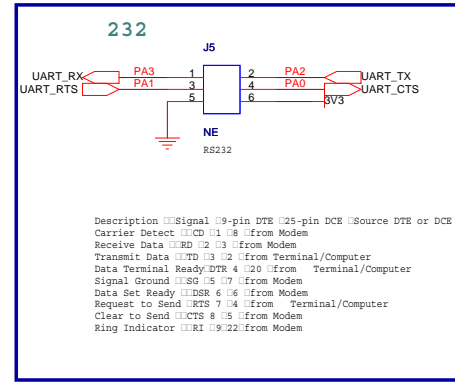 232
J5
UART_RX PA3 1 2 PA2 UART_TX
UART_RTS PA1 3 4 PA0 UART_CTS
5 6 3V3
NE
RS232
Description □□Signal □9-pin DTE □25-pin DCE □Source DTE or DCE
Carrier Detect □□CD □1 □8 □from Modem
Receive Data □□RD □2 □3 □from Modem
Transmit Data □□TD □3 □2 □from Terminal/Computer
Data Terminal Ready□DTR 4 □20 □from Terminal/Computer
Signal Ground □□SG □5 □7 □from Modem
Data Set Ready □□DSR 6 □6 □from Modem
Request to Send □RTS 7 □4 □from Terminal/Computer
Clear to Send □□CTS 8 □5 □from Modem
Ring Indicator □□RI □9□22□from Modem